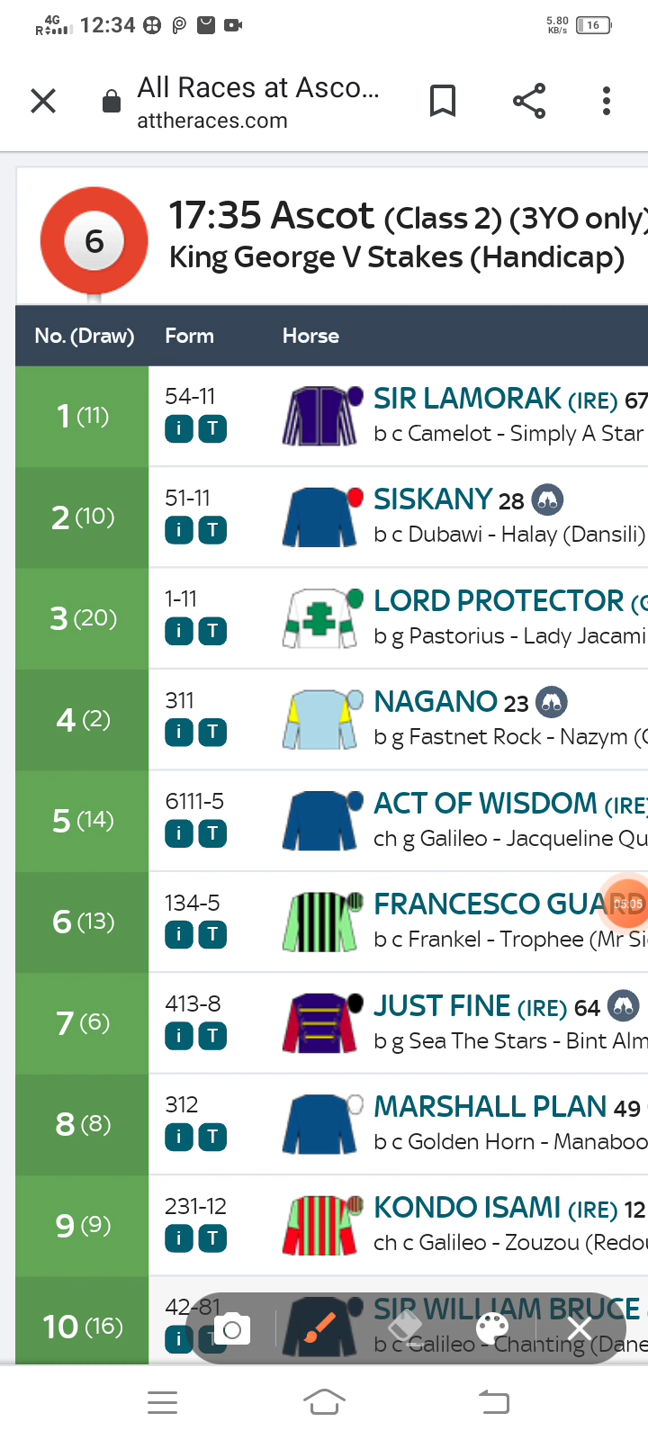 4G
R 12:34
5.80
KB/s
16
All Races at Asco...
attheraces.com
6
17:35 Ascot (Class 2) (3YO only)
King George V Stakes (Handicap)
No. (Draw) Form Horse
1 (11) 54-11 SIR LAMORAK (IRE) 67
i T b c Camelot - Simply A Star
2 (10) 51-11 SISKANY 28
i T b c Dubawi - Halay (Dansili)
3 (20) 1-11 LORD PROTECTOR (G
i T b g Pastorius - Lady Jacami
4 (2) 311 NAGANO 23
i T b g Fastnet Rock - Nazym (G
5 (14) 6111-5 ACT OF WISDOM (IRE)
i T ch g Galileo - Jacqueline Qu
6 (13) 134-5 FRANCESCO GUARD
05:05
i T b c Frankel - Trophee (Mr Si
7 (6) 413-8 JUST FINE (IRE) 64
i T b g Sea The Stars - Bint Alm
8 (8) 312 MARSHALL PLAN 49
i T b c Golden Horn - Manaboo
9 (9) 231-12 KONDO ISAMI (IRE) 12
i T ch c Galileo - Zouzou (Redou
10 (16) 42-81 SIR WILLIAM BRUCE
i T b c Galileo - Chanting (Dane